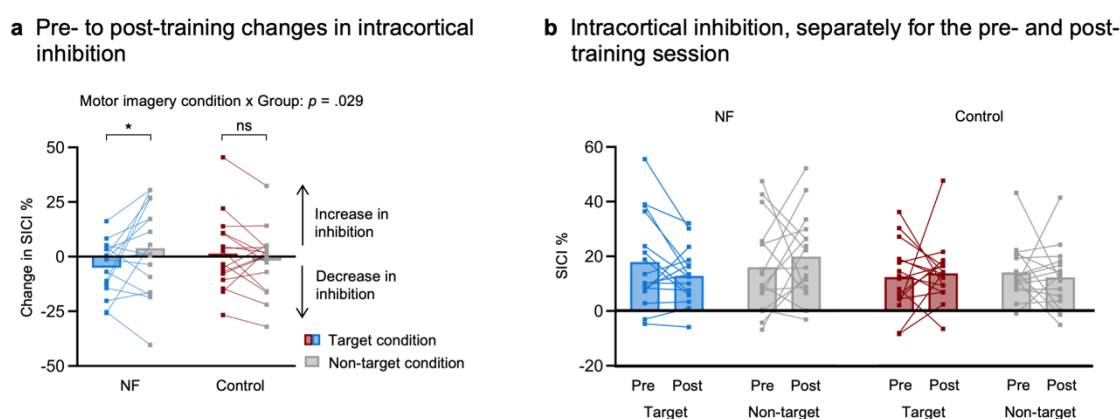 a Pre- to post-training changes in intracortical
inhibition
Motor imagery condition x Group: p = .029
*
ns
50
25
0
-25
-50
Change in SICI %
Increase in
inhibition
Decrease in
inhibition
Target condition
Non-target condition
NF
Control
b Intracortical inhibition, separately for the pre- and post-
training session
NF
Control
60
40
20
0
-20
SICI %
Pre Post
Pre Post
Pre Post
Pre Post
Target
Non-target
Target
Non-target